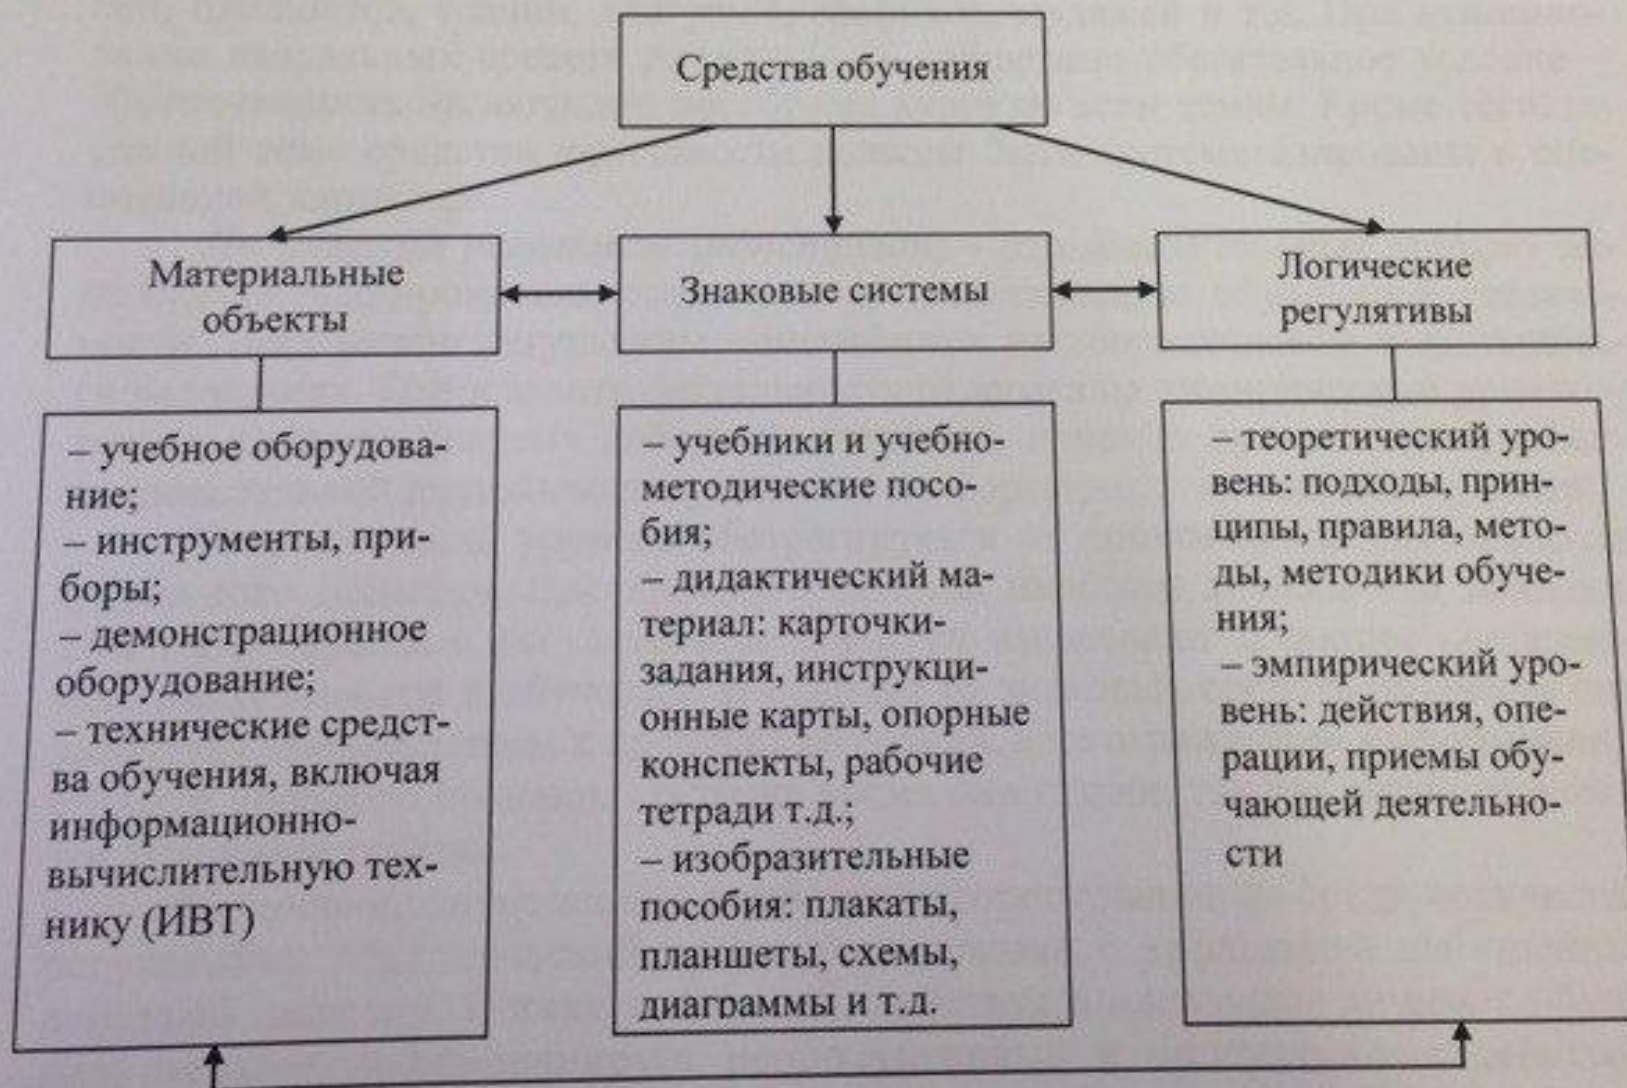 Средства обучения
Материальные
объекты
Знаковые системы
Логические
регулятивы
– учебное оборудова-
ние;
– инструменты, при-
боры;
– демонстрационное
оборудование;
– технические средст-
ва обучения, включая
информационно-
вычислительную тех-
нику (ИВТ)
– учебники и учебно-
методические посо-
бия;
– дидактический ма-
териал: карточки-
задания, инструкци-
онные карты, опорные
конспекты, рабочие
тетради т.д.;
– изобразительные
пособия: плакаты,
планшеты, схемы,
диаграммы и т.д.
– теоретический уро-
вень: подходы, прин-
ципы, правила, мето-
ды, методики обуче-
ния;
– эмпирический уро-
вень: действия, опе-
рации, приемы обу-
чающей деятельно-
сти